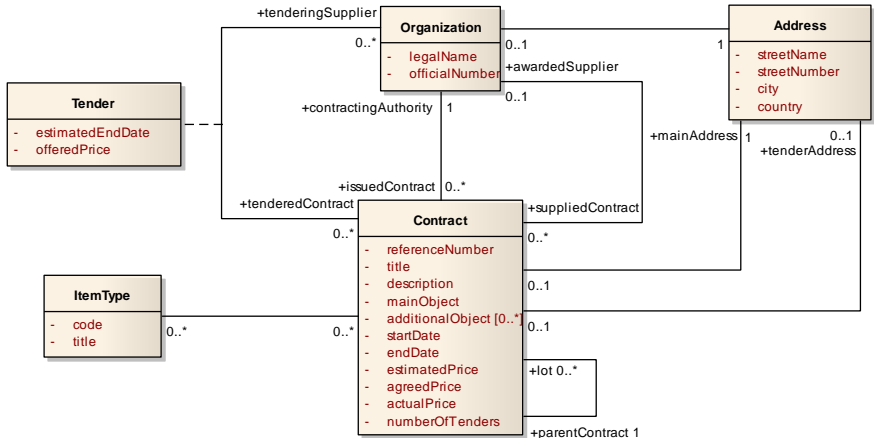 +tenderingSupplier
0..*
Organization
- legalName
- officialNumber
0..1
1
+awardedSupplier
0..1
Address
- streetName
- streetNumber
- city
- country
Tender
- estimatedEndDate
- offeredPrice
+contractingAuthority
1
+mainAddress
1
0..1
+tenderAddress
+issuedContract
0..*
+tenderedContract
0..*
+suppliedContract
0..*
Contract
- referenceNumber
- title
- description
- mainObject
- additionalObject [0..*]
- startDate
- endDate
- estimatedPrice
- agreedPrice
- actualPrice
- numberOfTenders
0..1
0..1
ItemType
- code
- title
0..*
0..*
+lot 0..*
+parentContract 1